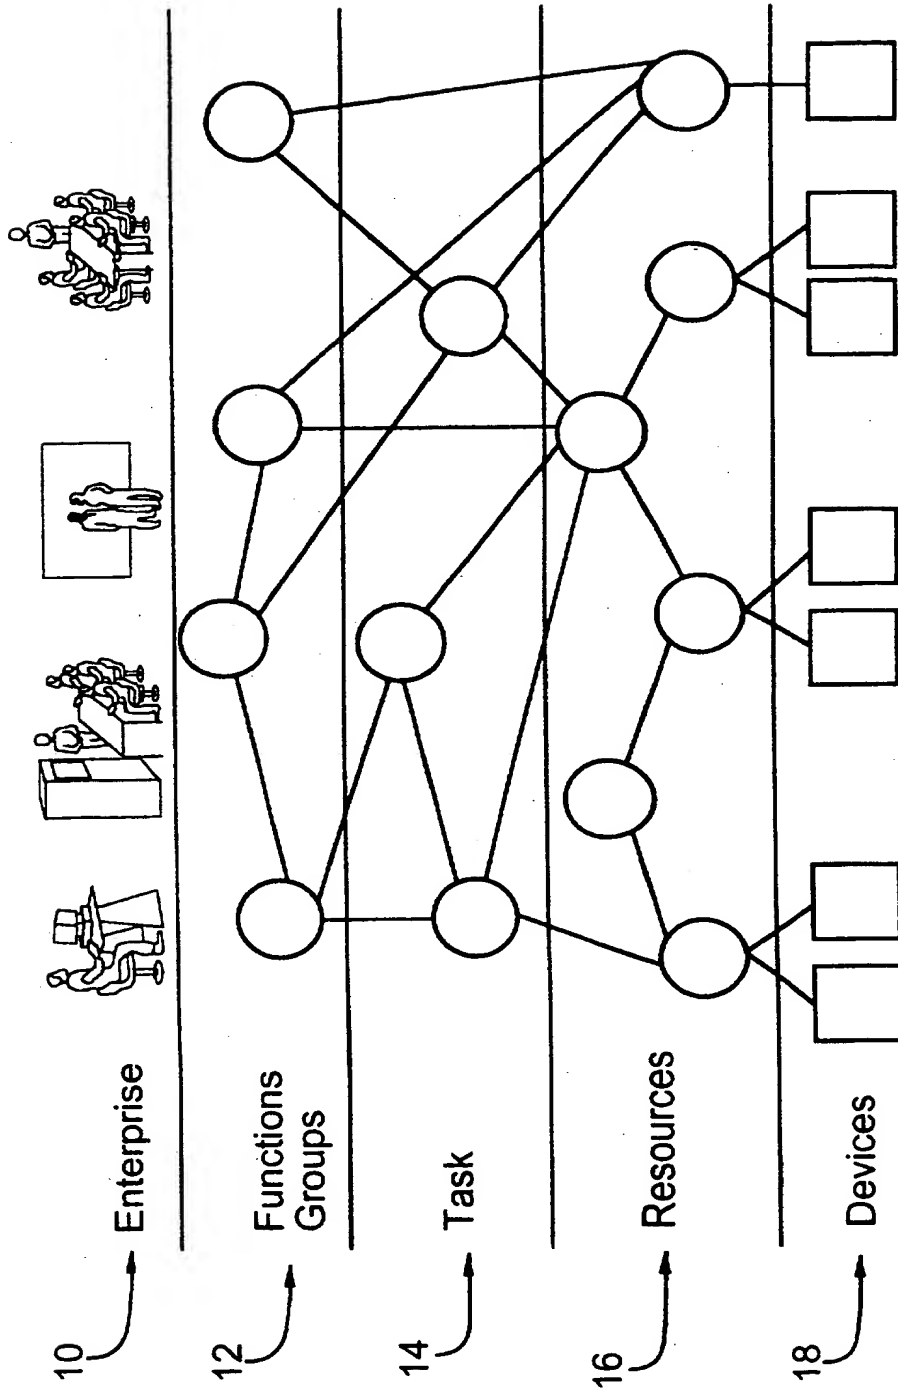 10
Enterprise
12
Functions
Groups
14
Task
16
Resources
18
Devices